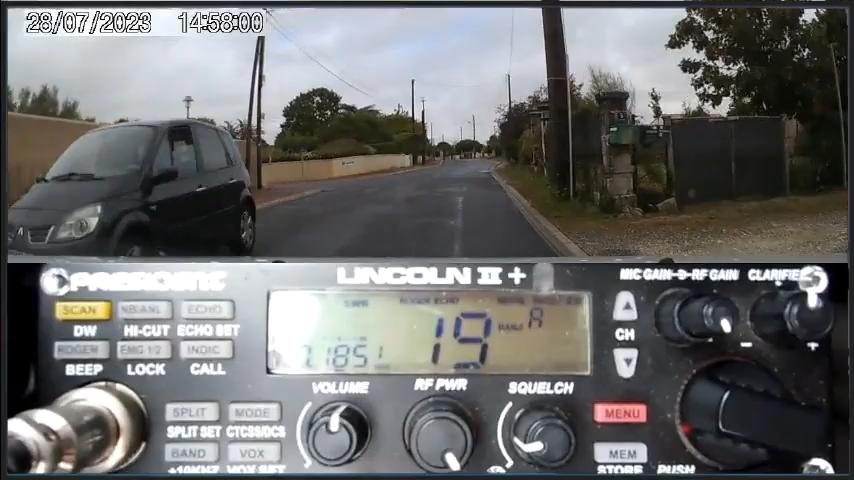 28/07/2023 14:58:00
PRESIDENT LINCOLN II + MIC GAIN RF GAIN CLARIFIER
SCAN NB/ANL ECHO
DW HI-CUT ECHO SET
ROGER EMG 1/2 INDIC
BEEP LOCK CALL
19 BAND A
CH
VOLUME RF PWR SQUELCH
SPLIT MODE MENU
SPLIT SET CTCSS/DCS
BAND VOX MEM
+10KHZ VOX SET STORE PUSH
- +